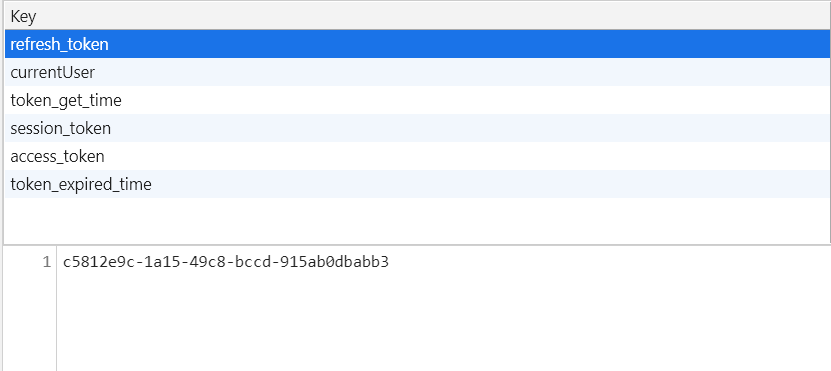 Key
refresh_token
currentUser
token_get_time
session_token
access_token
token_expired_time
1 c5812e9c-1a15-49c8-bccd-915ab0dbabb3